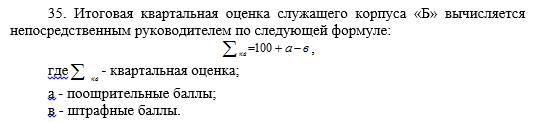 35. Итоговая квартальная оценка служащего корпуса «Б» вычисляется
непосредственным руководителем по следующей формуле:
∑кв=100 + а – в,
где ∑ кв - квартальная оценка;
а - поощрительные баллы;
в - штрафные баллы.